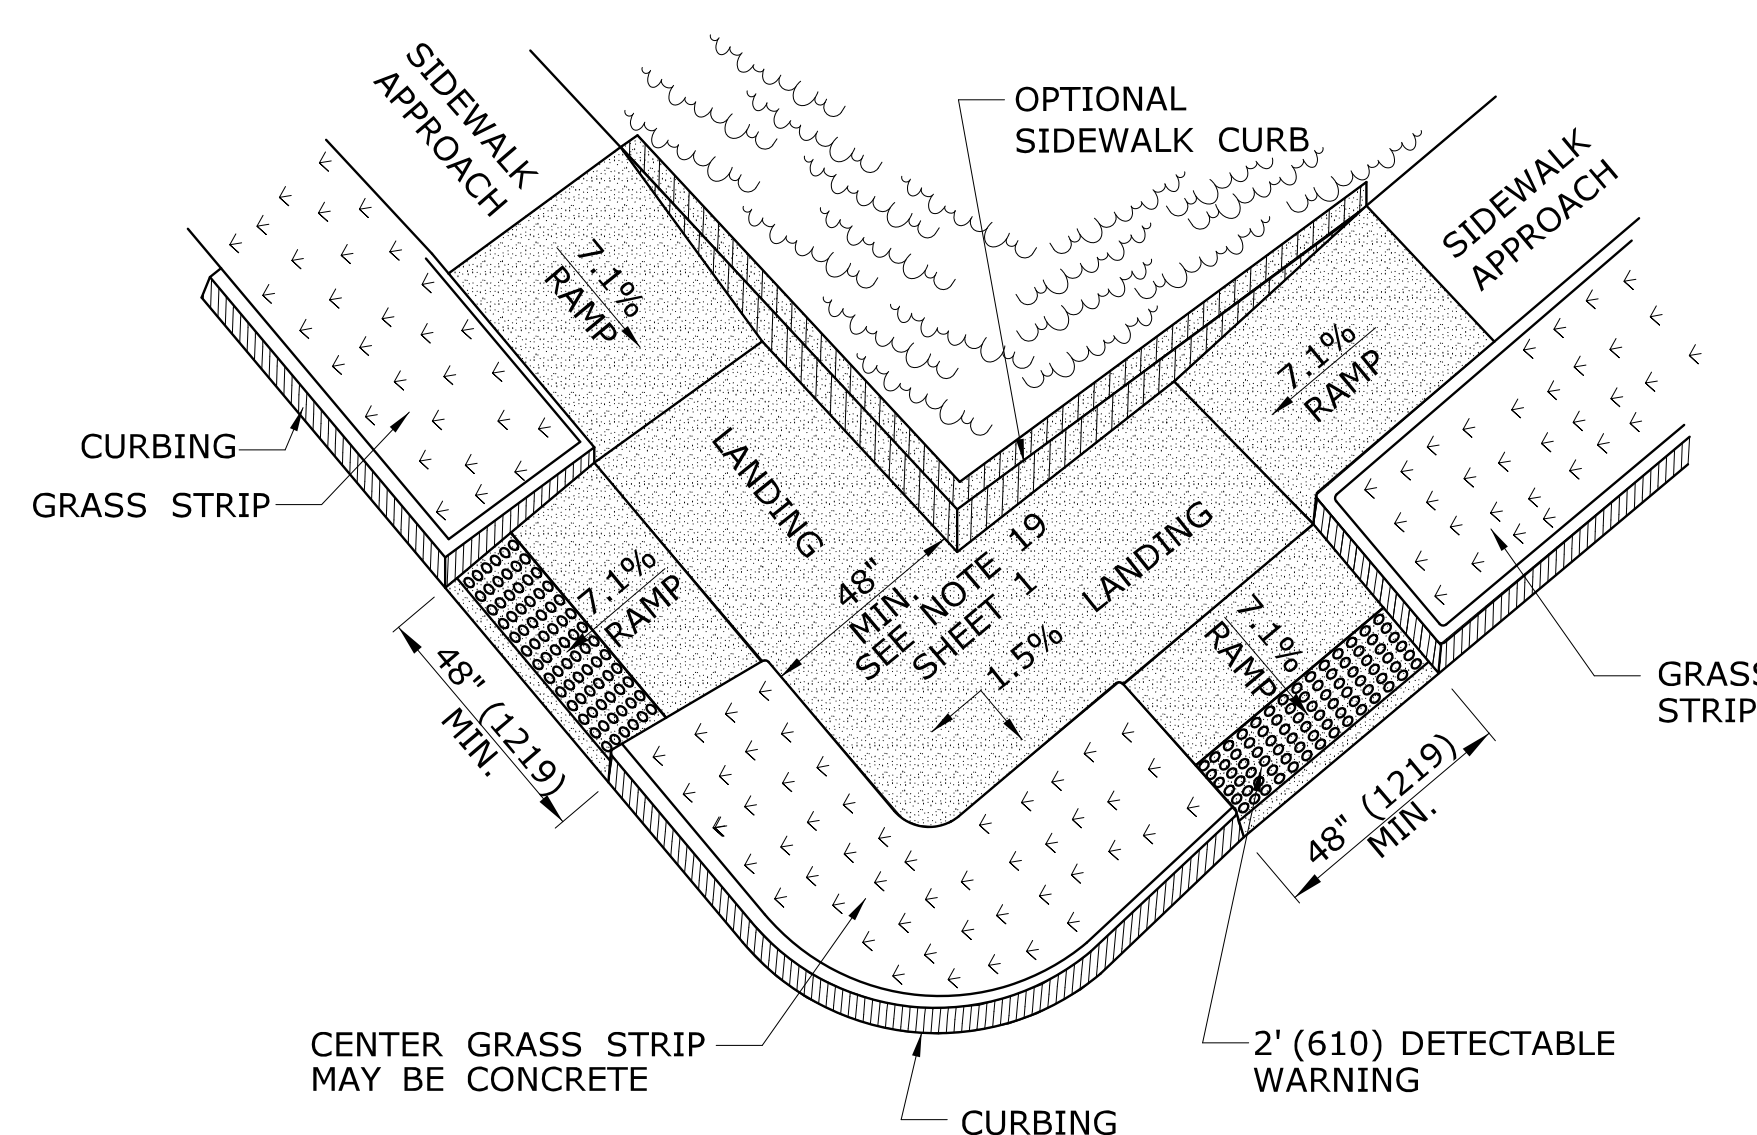 SIDEWALK
APPROACH
OPTIONAL
SIDEWALK CURB
SIDEWALK
APPROACH
7.1%
RAMP
7.1%
RAMP
CURBING
GRASS STRIP
LANDING
LANDING
48"
MIN.
SEE NOTE 19
SHEET 1
1.5%
7.1%
RAMP
7.1%
RAMP
48" (1219)
MIN.
GRASS
STRIP
48" (1219)
MIN.
CENTER GRASS STRIP
MAY BE CONCRETE
2' (610) DETECTABLE
WARNING
CURBING